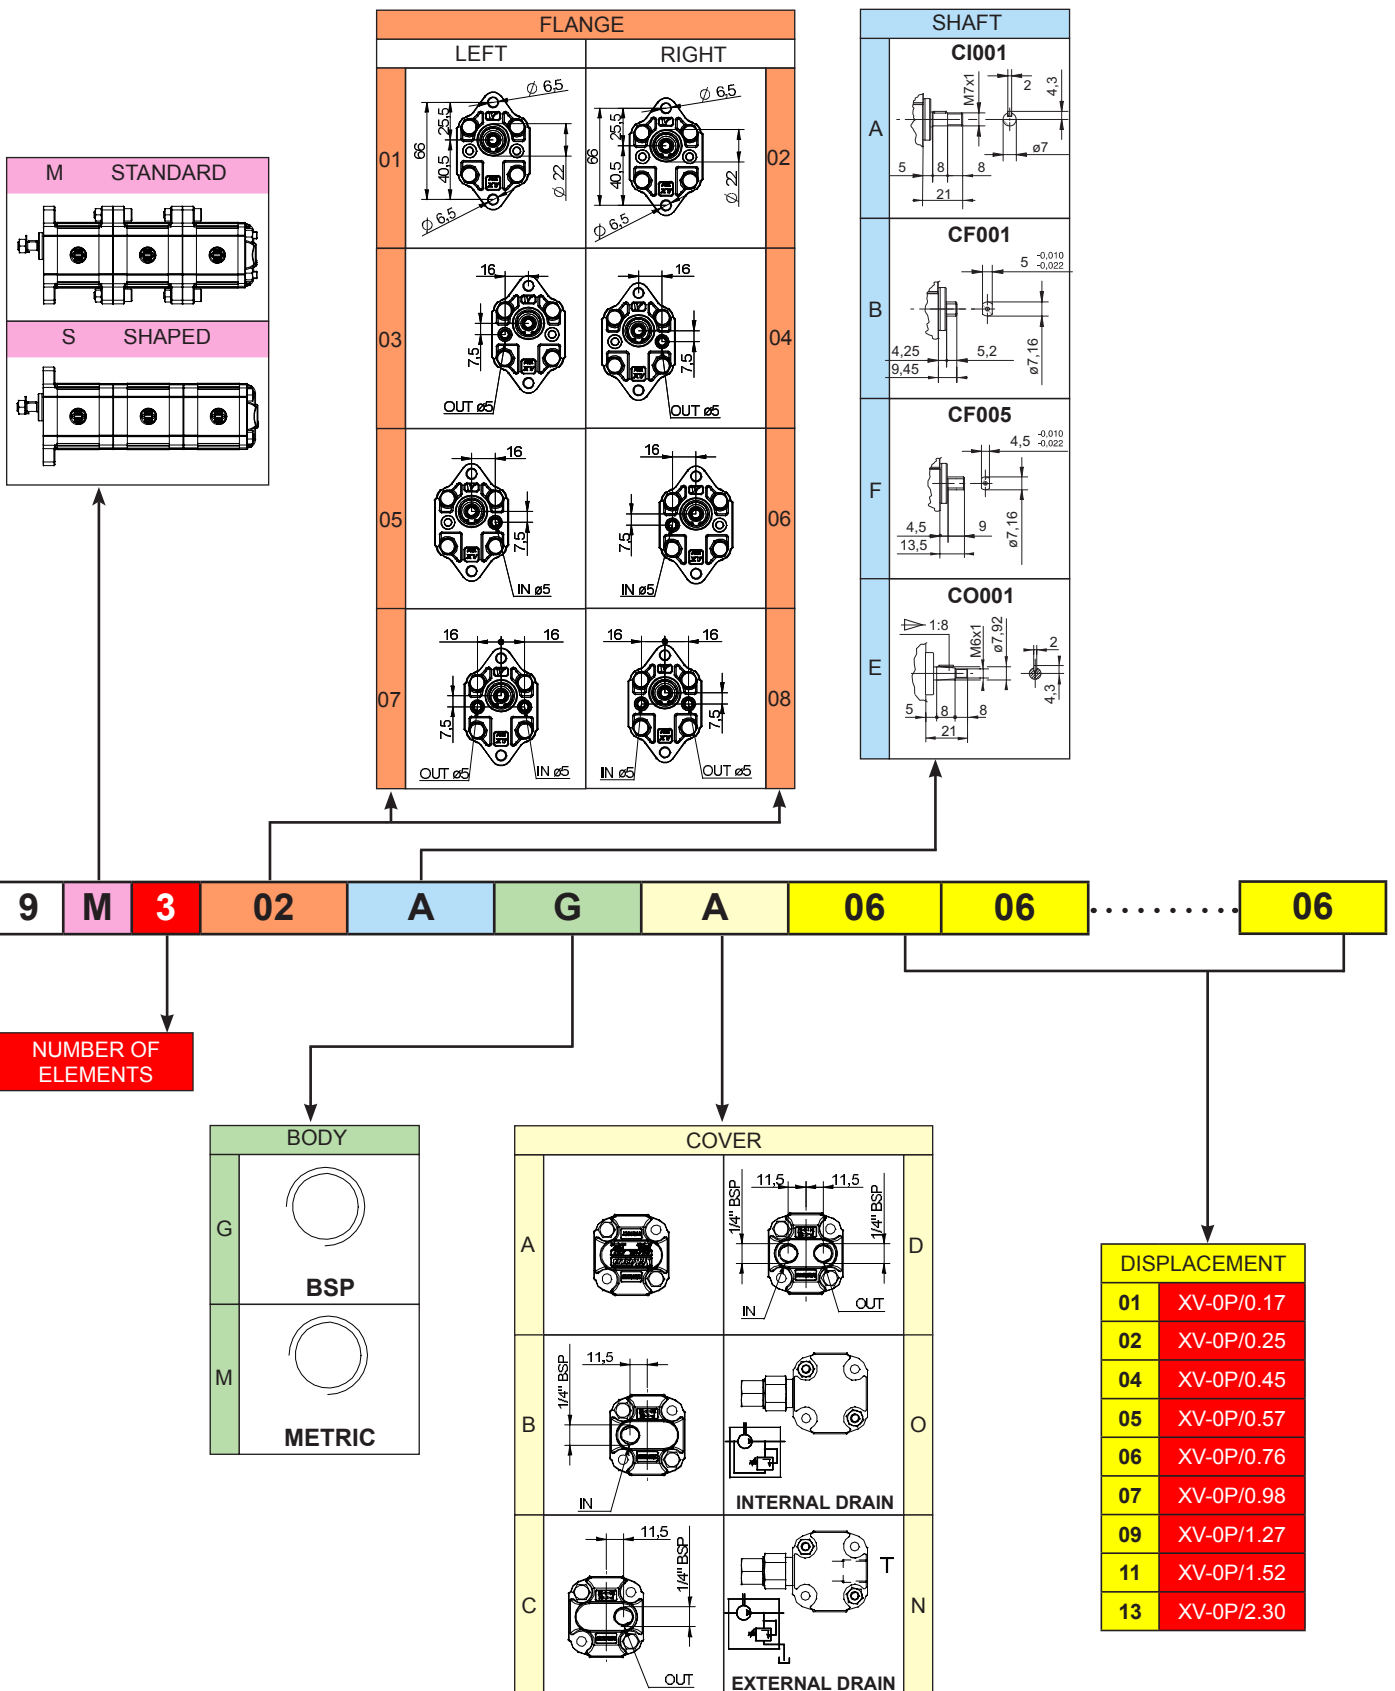 FLANGE
LEFT RIGHT
01
66
25,5
40,5
Ø 6,5
Ø 22
Ø 6,5
02
66
25,5
40,5
Ø 6,5
Ø 22
Ø 6,5
03
16
7,5
OUT ø5
04
16
7,5
OUT ø5
05
16
7,5
IN ø5
06
16
7,5
IN ø5
07
16 16
7,5
OUT ø5 IN ø5
08
16 16
7,5
IN ø5 OUT ø5
SHAFT
A
CI001
M7x1
2
4,3
ø7
5 8 8
21
B
CF001
5 -0,010 -0,022
4,25 5,2
9,45
ø7,16
F
CF005
4,5 -0,010 -0,022
4,5 9
13,5
ø7,16
E
CO001
1:8
M6x1
ø7,92
2
4,3
5 8 8
21
M STANDARD
S SHAPED
9 M 3 02 A G A 06 06 .......... 06
NUMBER OF
ELEMENTS
BODY
G
BSP
M
METRIC
COVER
A
D
11,5 11,5
1/4" BSP
1/4" BSP
IN OUT
B
11,5
1/4" BSP
IN
O
INTERNAL DRAIN
C
11,5
1/4" BSP
OUT
N
T
EXTERNAL DRAIN
DISPLACEMENT
01 XV-0P/0.17
02 XV-0P/0.25
04 XV-0P/0.45
05 XV-0P/0.57
06 XV-0P/0.76
07 XV-0P/0.98
09 XV-0P/1.27
11 XV-0P/1.52
13 XV-0P/2.30